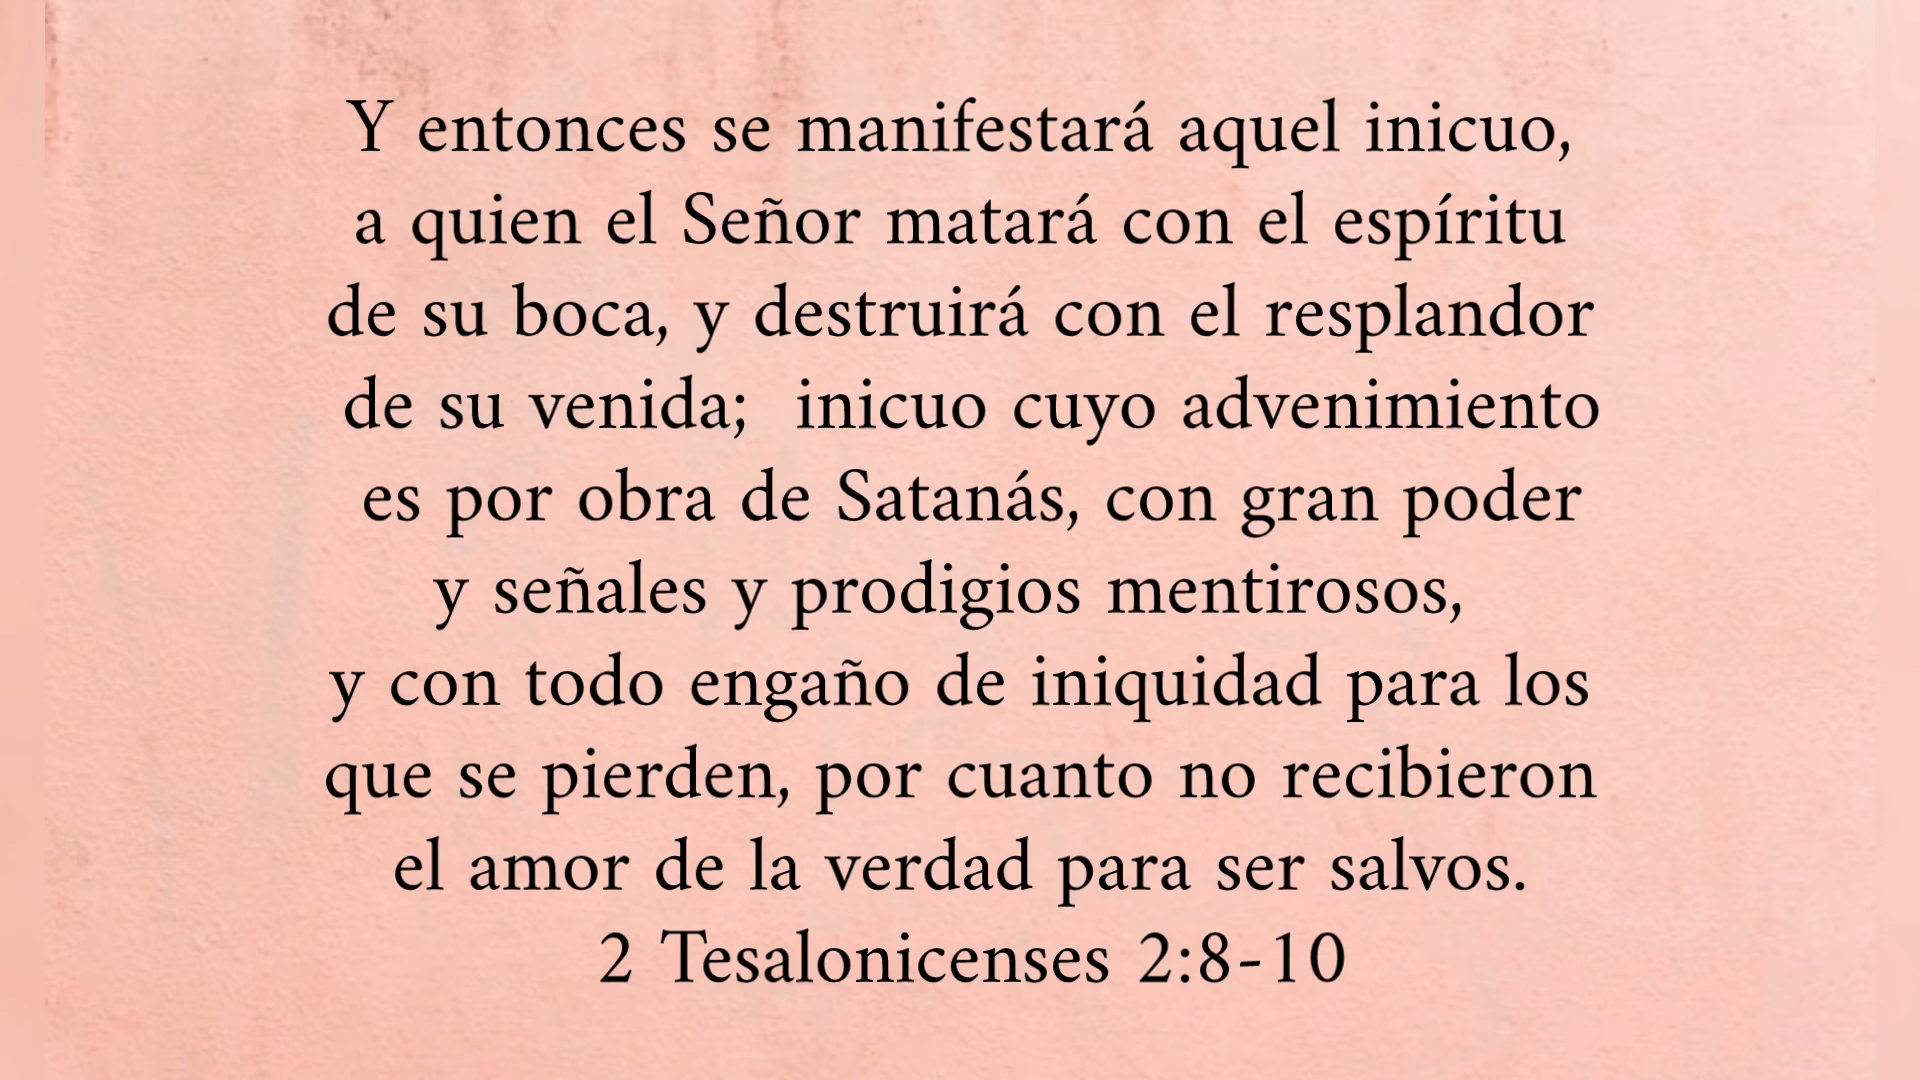 Y entonces se manifestará aquel inicuo,
a quien el Señor matará con el espíritu
de su boca, y destruirá con el resplandor
de su venida; inicuo cuyo advenimiento
es por obra de Satanás, con gran poder
y señales y prodigios mentirosos,
y con todo engaño de iniquidad para los
que se pierden, por cuanto no recibieron
el amor de la verdad para ser salvos.
2 Tesalonicenses 2:8-10